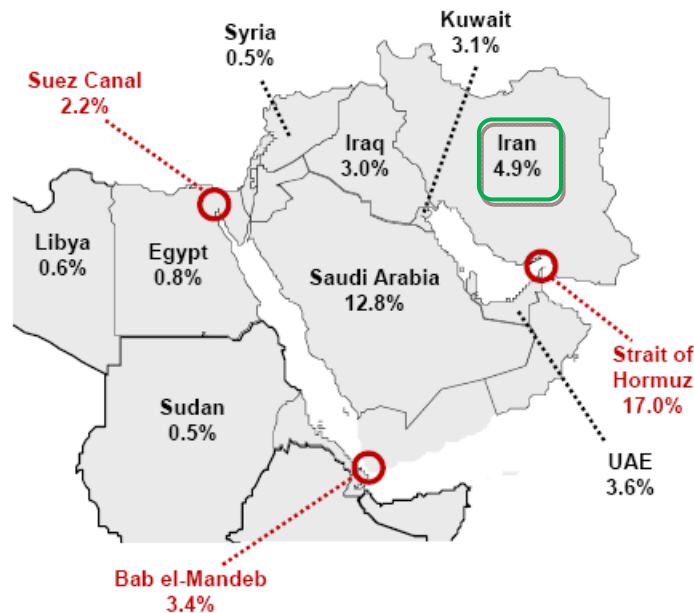 Kuwait
3.1%
Syria
0.5%
Suez Canal
2.2%
Iraq
3.0%
Iran
4.9%
Libya
0.6%
Egypt
0.8%
Saudi Arabia
12.8%
Strait of
Hormuz
17.0%
Sudan
0.5%
UAE
3.6%
Bab el-Mandeb
3.4%